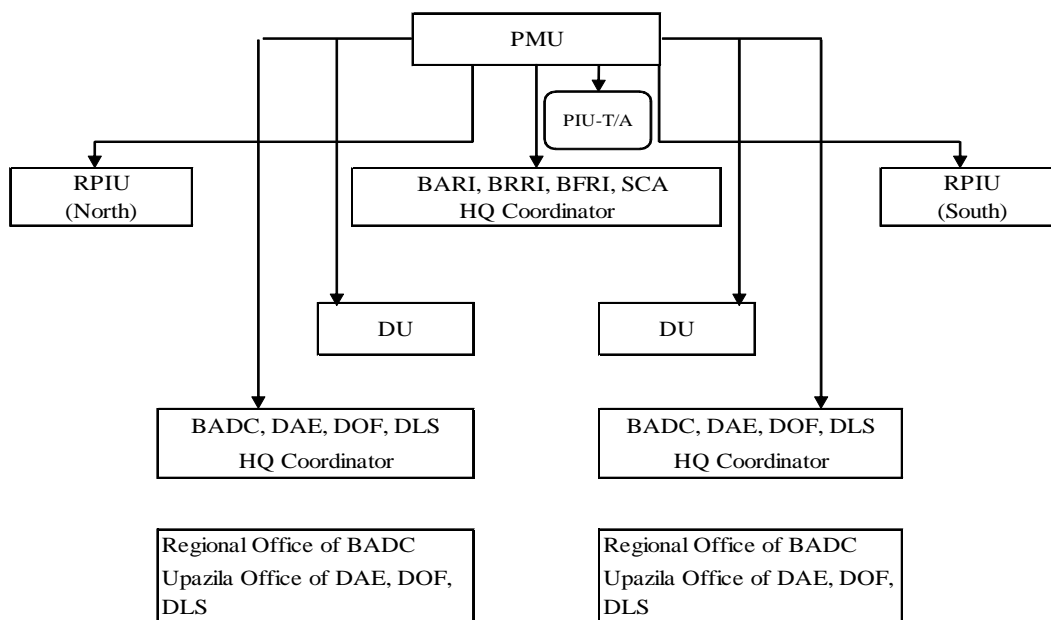 PMU
PIU-T/A
RPIU
(North)
BARI, BRRI, BFRI, SCA
HQ Coordinator
RPIU
(South)
DU
DU
BADC, DAE, DOF, DLS
HQ Coordinator
BADC, DAE, DOF, DLS
HQ Coordinator
Regional Office of BADC
Upazila Office of DAE, DOF,
DLS
Regional Office of BADC
Upazila Office of DAE, DOF,
DLS